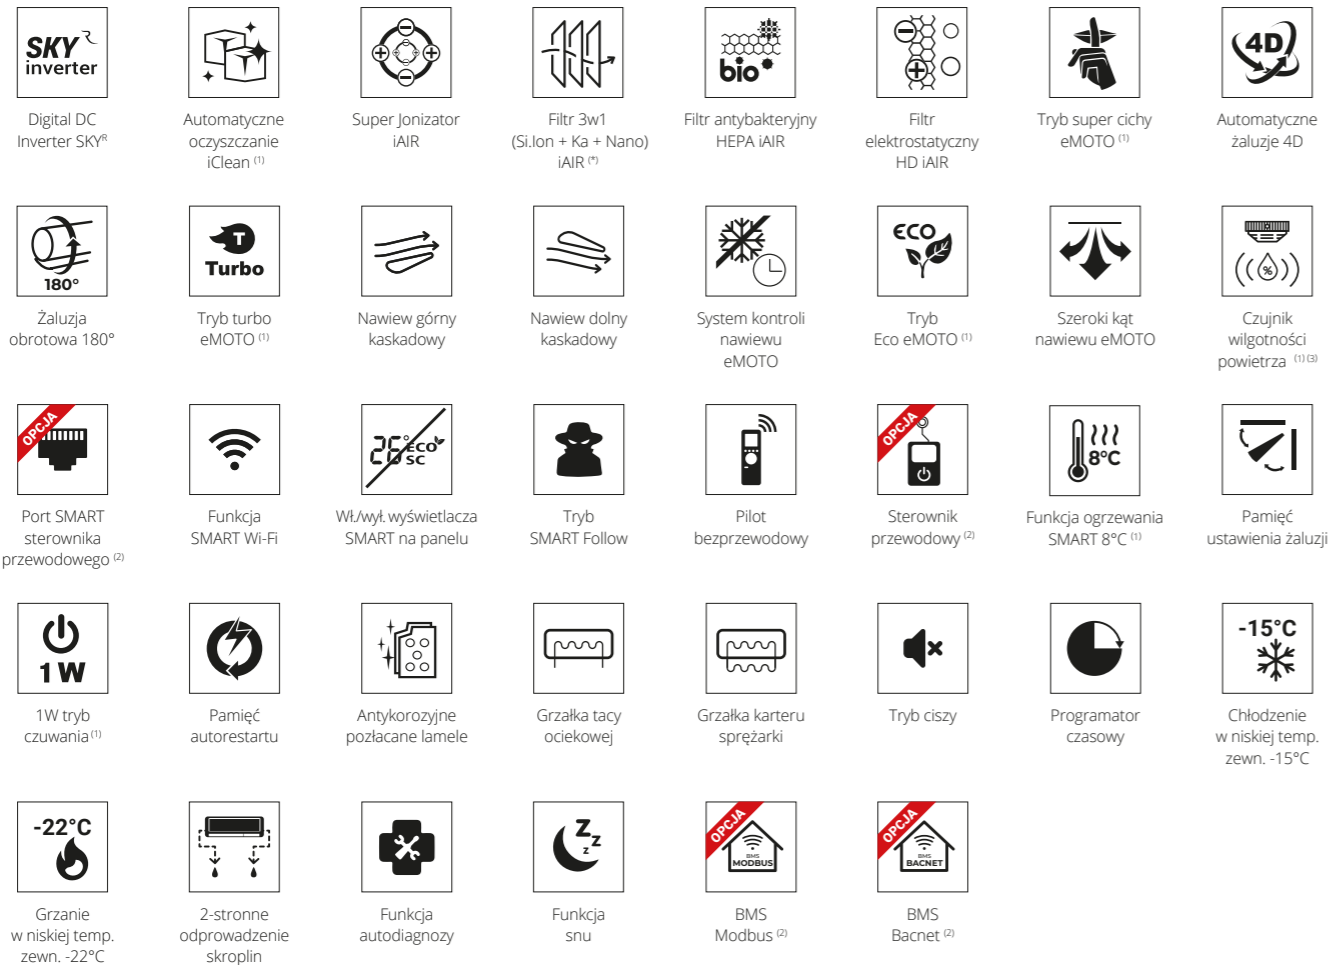 SKY R
inverter
Digital DC
Inverter SKYᴿ
Automatyczne
oczyszczanie
iClean (1)
Super Jonizator
iAIR
Filtr 3w1
(Si.Ion + Ka + Nano)
iAIR (*)
bio
Filtr antybakteryjny
HEPA iAIR
Filtr
elektrostatyczny
HD iAIR
Tryb super cichy
eMOTO (1)
4D
Automatyczne
żaluzje 4D
180°
Żaluzja
obrotowa 180°
T
Turbo
Tryb turbo
eMOTO (1)
Nawiew górny
kaskadowy
Nawiew dolny
kaskadowy
System kontroli
nawiewu
eMOTO
ECO
Tryb
Eco eMOTO (1)
Szeroki kąt
nawiewu eMOTO
%
Czujnik
wilgotności
powietrza (1) (3)
OPCJA
Port SMART
sterownika
przewodowego (2)
Funkcja
SMART Wi-Fi
26° ECO
SC
Wł./wył. wyświetlacza
SMART na panelu
Tryb
SMART Follow
Pilot
bezprzewodowy
OPCJA
Sterownik
przewodowy (2)
8°C
Funkcja ogrzewania
SMART 8°C (1)
Pamięć
ustawienia żaluzji
1W
1W tryb
czuwania (1)
Pamięć
autorestartu
Antykorozyjne
pozłacane lamele
Grzałka tacy
ociekowej
Grzałka karteru
sprężarki
Tryb ciszy
Programator
czasowy
-15°C
Chłodzenie
w niskiej temp.
zewn. -15°C
-22°C
Grzanie
w niskiej temp.
zewn. -22°C
2-stronne
odprowadzenie
skroplin
Funkcja
autodiagnozy
Z z z
Funkcja
snu
OPCJA
BMS
MODBUS
BMS
Modbus (2)
OPCJA
BMS
BACNET
BMS
Bacnet (2)